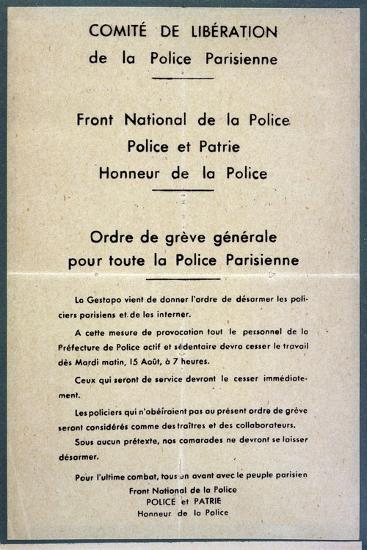 COMITÉ DE LIBÉRATION
de la Police Parisienne
Front National de la Police
Police et Patrie
Honneur de la Police
Ordre de grève générale
pour toute la Police Parisienne
La Gestapo vient de donner l'ordre de désarmer les poli-
ciers parisiens et de les interner.
A cette mesure de provocation tout le personnel de la
Préfecture de Police actif et sédentaire devra cesser le travail
dès Mardi matin, 15 Août, à 7 heures.
Ceux qui seront de service devront le cesser immédiate-
ment.
Les policiers qui n'obéiraient pas au présent ordre de grève
seront considérés comme des traîtres et des collaborateurs.
Sous aucun prétexte, nos camarades ne devront se laisser
désarmer.
Pour l'ultime combat, tous en avant avec le peuple parisien
Front National de la Police
POLICE et PATRIE
Honneur de la Police